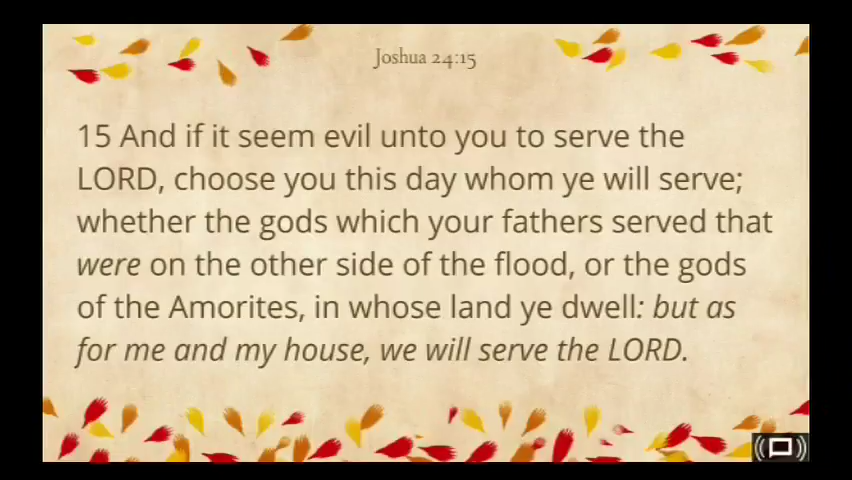 Joshua 24:15
15 And if it seem evil unto you to serve the
LORD, choose you this day whom ye will serve;
whether the gods which your fathers served that
were on the other side of the flood, or the gods
of the Amorites, in whose land ye dwell: but as
for me and my house, we will serve the LORD.